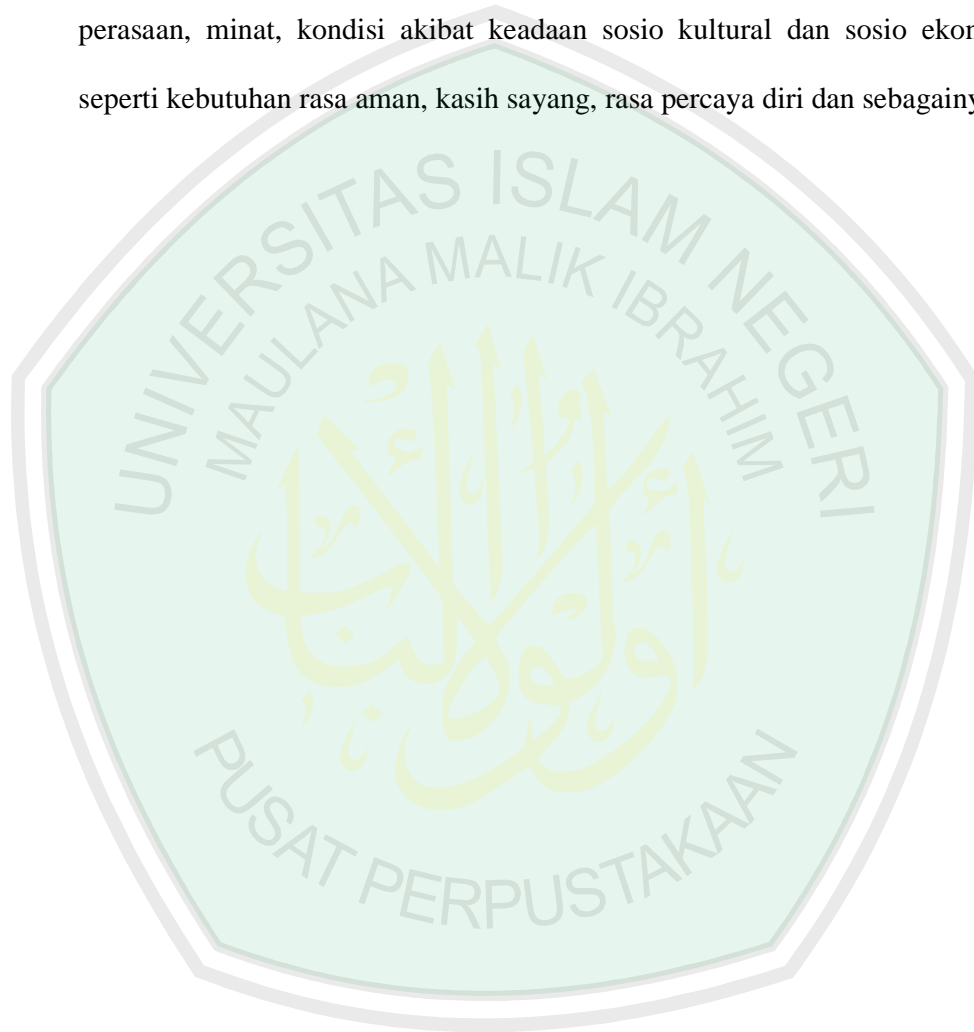 perasaan, minat, kondisi akibat keadaan sosio kultural dan sosio ekon
seperti kebutuhan rasa aman, kasih sayang, rasa percaya diri dan sebagainy
UNIVERSITAS ISLAM NEGERI
MAULANA MALIK IBRAHIM
PUSAT PERPUSTAKAAN